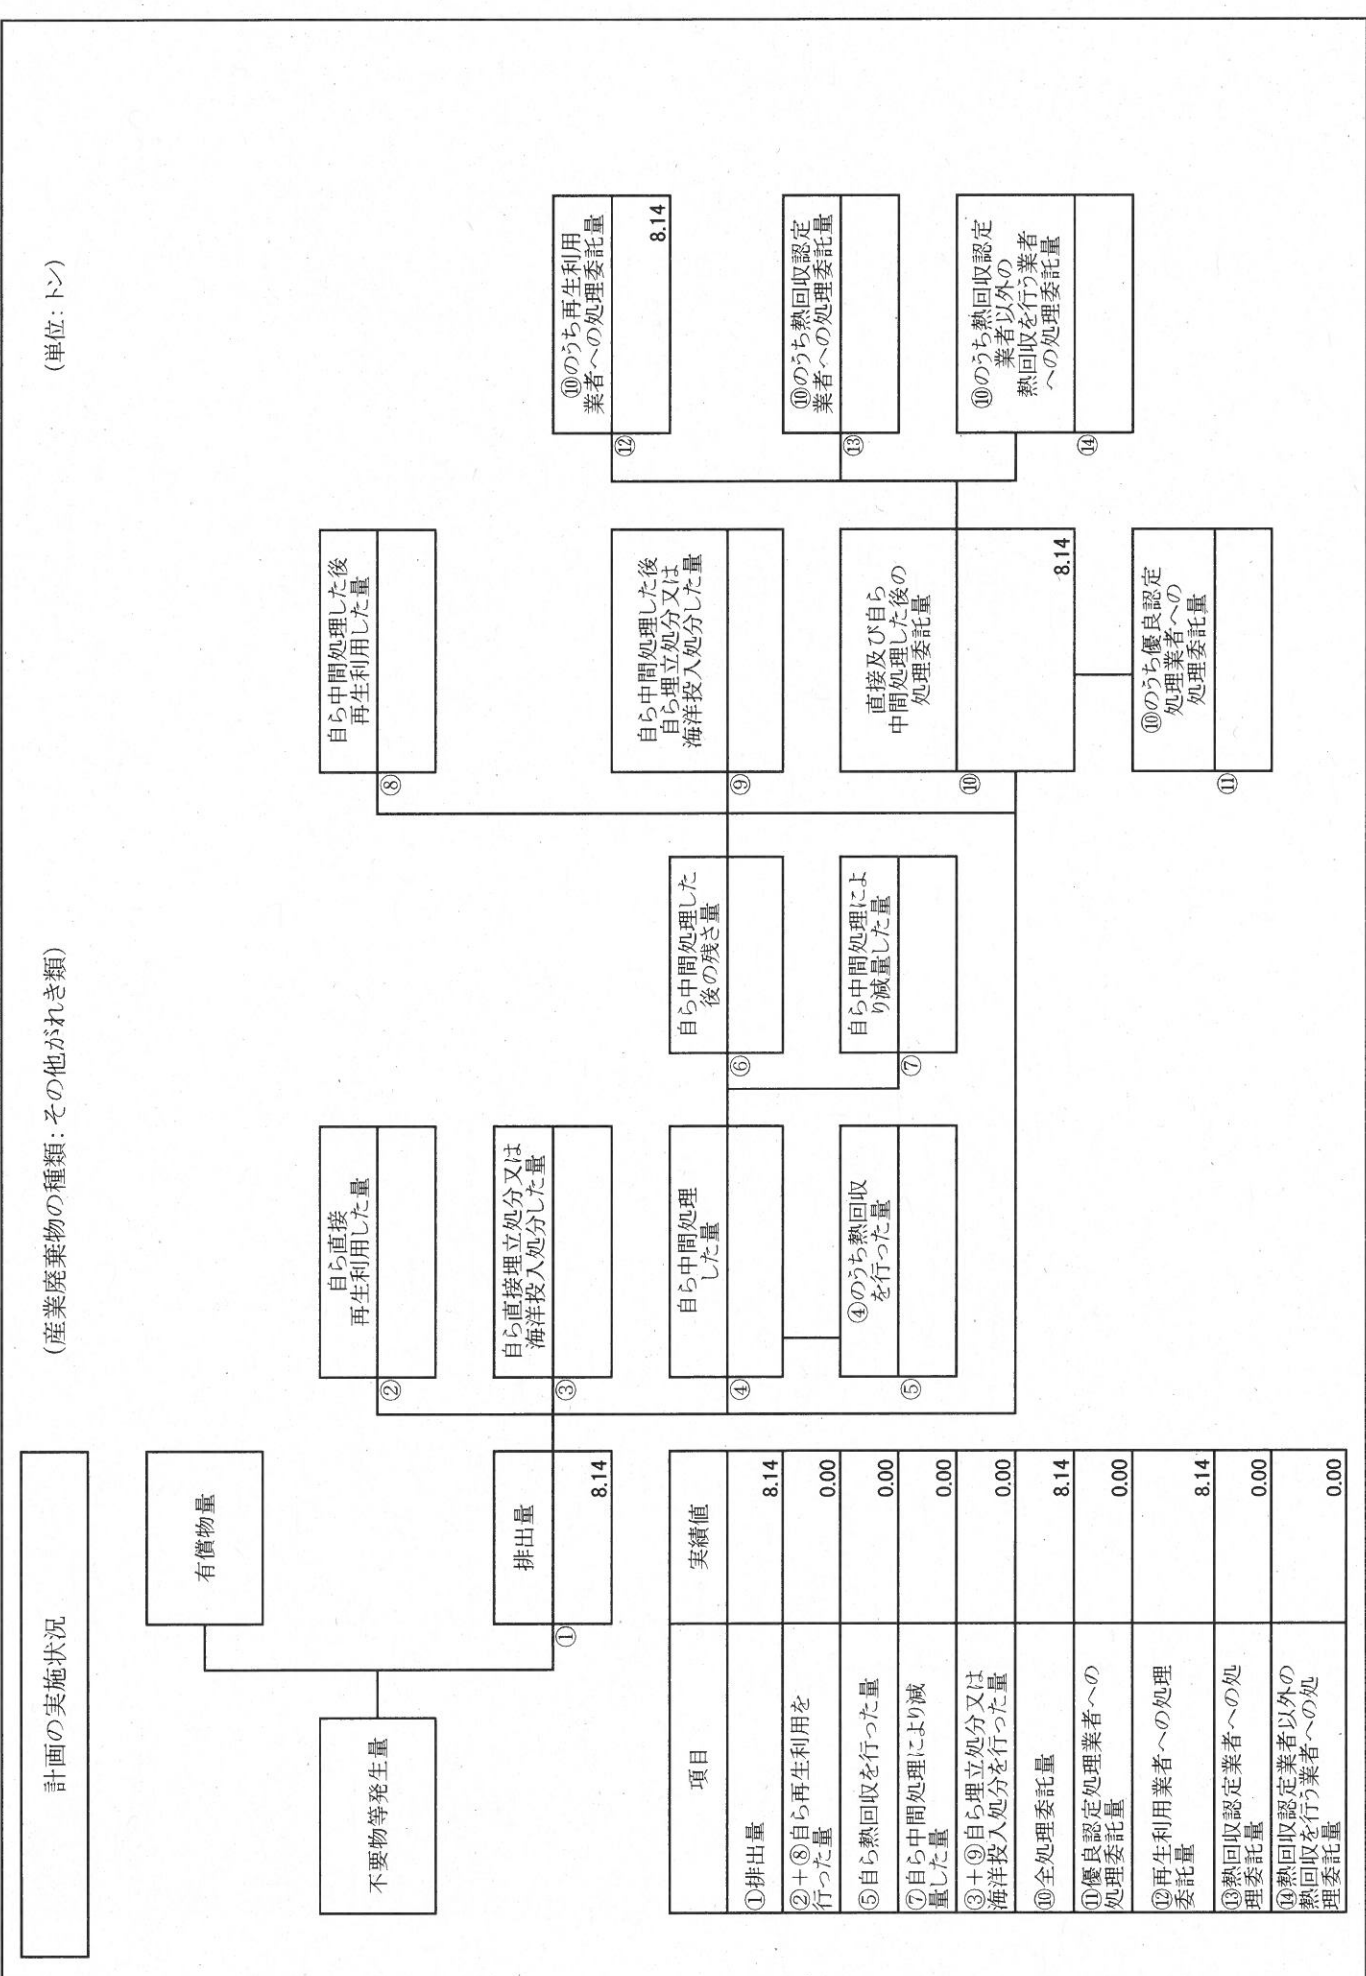 計画の実施状況
(産業廃棄物の種類: その他がれき類)
(単位: トン)
不要物等発生量
有償物量
①
排出量
8.14
②
自ら直接
再生利用した量
③
自ら直接埋立処分又は
海洋投入処分した量
④
自ら中間処理
した量
⑤
④のうち熱回収
を行った量
⑥
自ら中間処理した
後の残さ量
⑦
自ら中間処理によ
り減量した量
⑧
自ら中間処理した後
再生利用した量
⑨
自ら中間処理した後
自ら埋立処分又は
海洋投入処分した量
⑩
直接及び自ら
中間処理した後の
処理委託量
8.14
⑪
⑩のうち優良認定
処理業者への
処理委託量
⑫
⑩のうち再生利用
業者への処理委託量
8.14
⑬
⑩のうち熱回収認定
業者への処理委託量
⑭
⑩のうち熱回収認定
業者以外の
熱回収を行う業者
への処理委託量
項目 実績値
①排出量 8.14
②+⑧自ら再生利用を
行った量 0.00
⑤自ら熱回収を行った量 0.00
⑦自ら中間処理により減
量した量 0.00
③+⑨自ら埋立処分又は
海洋投入処分を行った量 0.00
⑩全処理委託量 8.14
⑪優良認定処理業者への
処理委託量 0.00
⑫再生利用業者への処理
委託量 8.14
⑬熱回収認定業者への処
理委託量 0.00
⑭熱回収認定業者以外の
熱回収を行う業者への処
理委託量 0.00